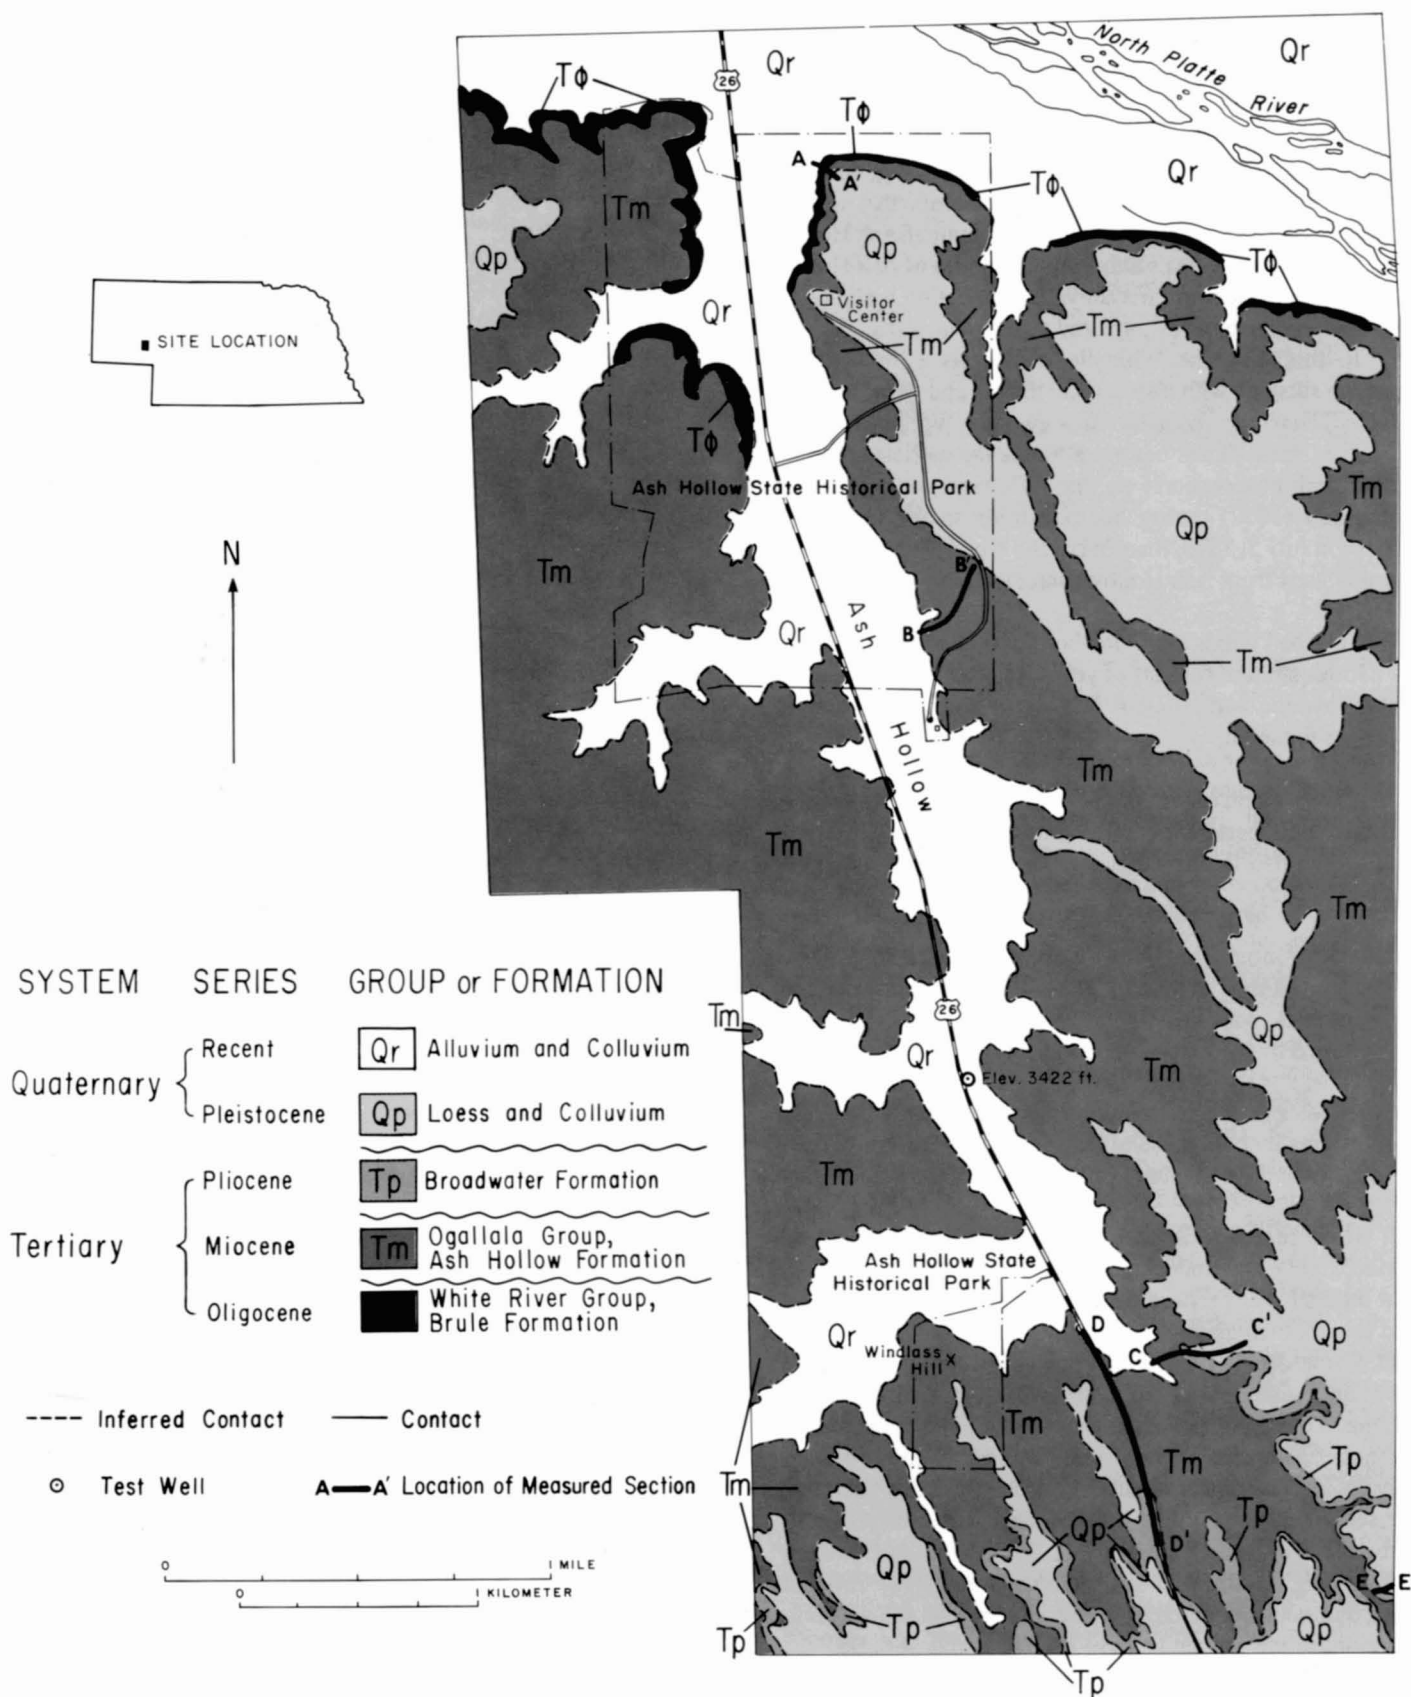 North Platte
River
Qr
Qr
26
TΦ
TΦ
A
A'
TΦ
Qr
Tm
Qp
Qp
TΦ
Visitor
Center
Qr
Tm
Tm
SITE LOCATION
TΦ
Ash Hollow State Historical Park
Tm
Qp
N
Tm
B'
B
Ash
Hollow
Qr
Tm
Tm
Tm
Tm
SYSTEM
SERIES
GROUP or FORMATION
Quaternary
Recent
Qr
Alluvium and Colluvium
Pleistocene
Qp
Loess and Colluvium
Tertiary
Pliocene
Tp
Broadwater Formation
Miocene
Tm
Ogallala Group,
Ash Hollow Formation
Oligocene
White River Group,
Brule Formation
Inferred Contact
Contact
Test Well
A
A'
Location of Measured Section
0
1 MILE
0
1 KILOMETER
Tm
26
Qr
Qp
Elev. 3422 ft.
Tm
Tm
Ash Hollow State
Historical Park
Qr
Windlass
Hill
x
D
C
C'
Qp
Tm
Tm
Tp
Tm
Tp
Qp
D'
Qp
E
E
Tp
Tp
Qp
Tp